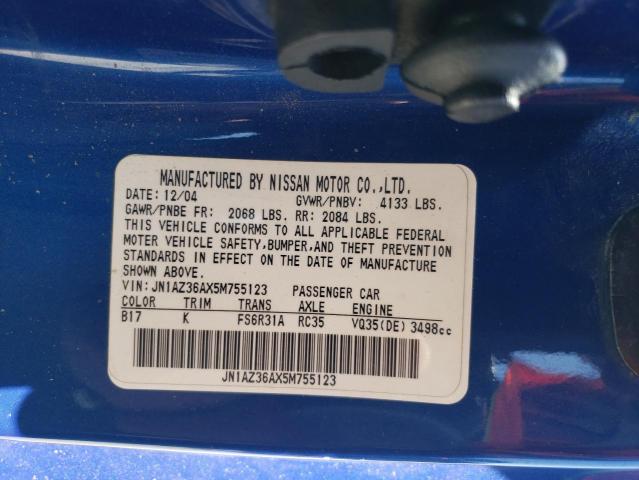 MANUFACTURED BY NISSAN MOTOR CO.,LTD.
DATE: 12/04 GVWR/PNBV: 4133 LBS.
GAWR/PNBE FR: 2068 LBS. RR: 2084 LBS.
THIS VEHICLE CONFORMS TO ALL APPLICABLE FEDERAL
MOTER VEHICLE SAFETY,BUMPER,AND THEFT PREVENTION
STANDARDS IN EFFECT ON THE DATE OF MANUFACTURE
SHOWN ABOVE.
VIN: JN1AZ36AX5M755123 PASSENGER CAR
COLOR TRIM TRANS AXLE ENGINE
B17 K FS6R31A RC35 VQ35(DE) 3498cc
JN1AZ36AX5M755123